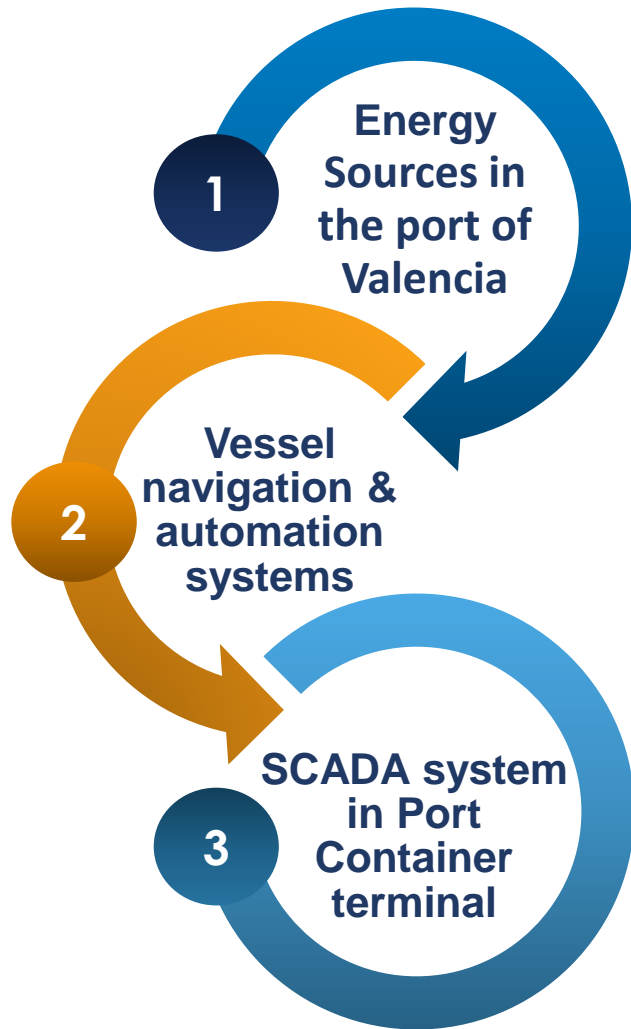 1
Energy
Sources in
the port of
Valencia
2
Vessel
navigation &
automation
systems
3
SCADA system
in Port
Container
terminal